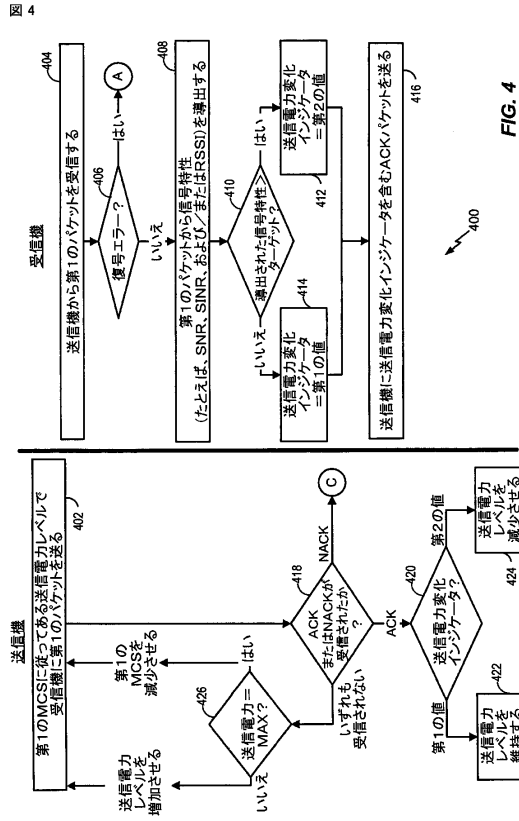 図 4
送信機
第1のMCSに従ってある送信電力レベルで
受信機に第1のパケットを送る
402
送信電力
レベルを
増加させる
第1の
MCSを
減少させる
いいえ
はい
送信電力=
MAX?
426
いずれも
受信されない
ACK
またはNACKが
受信されたか
?
418
NACK
C
ACK
送信電力変化
インジケータ?
420
第1の値
第2の値
送信電力
レベルを
維持する
422
送信電力
レベルを
減少させる
424
受信機
送信機から第1のパケットを受信する
404
復号エラー?
406
はい
A
いいえ
第1のパケットから信号特性
(たとえば、SNR、SINR、および/またはRSSI)を導出する
408
導出された信号特性>
ターゲット?
410
いいえ
はい
送信電力変化
インジケータ
=第1の値
414
送信電力変化
インジケータ
=第2の値
412
送信機に送信電力変化インジケータを含むACKパケットを送る
416
400
FIG. 4